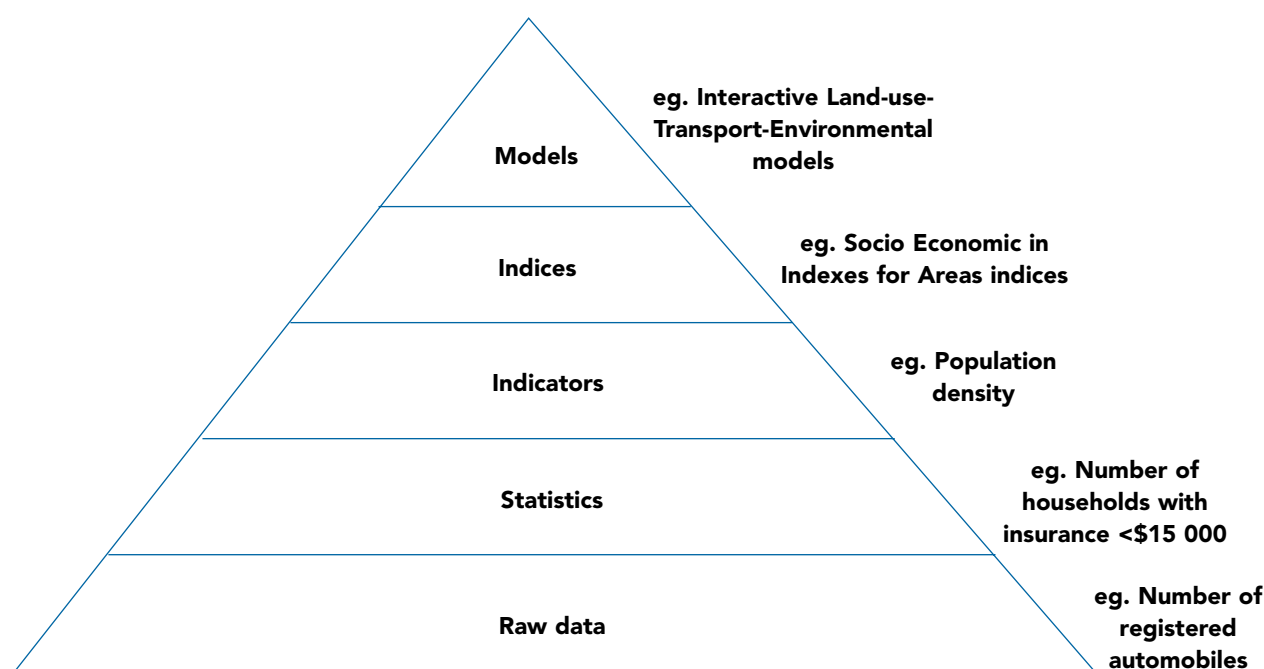 eg. Interactive Land-use-
Transport-Environmental
models
Models
eg. Socio Economic in
Indexes for Areas indices
Indices
eg. Population
density
Indicators
eg. Number of
households with
insurance <$15 000
Statistics
eg. Number of
registered
automobiles
Raw data